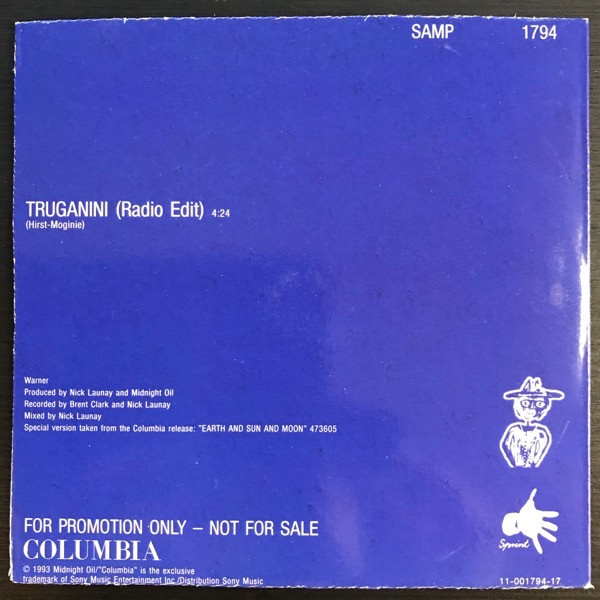 SAMP 1794
TRUGANINI (Radio Edit) 4:24
(Hirst-Moginie)
Warner
Produced by Nick Launay and Midnight Oil
Recorded by Brent Clark and Nick Launay
Mixed by Nick Launay
Special version taken from the Columbia release: "EARTH AND SUN AND MOON" 473605
FOR PROMOTION ONLY – NOT FOR SALE
COLUMBIA
Sprint
© 1993 Midnight Oil/"Columbia" is the exclusive
trademark of Sony Music Entertainment Inc./Distribution Sony Music
11-001794-17